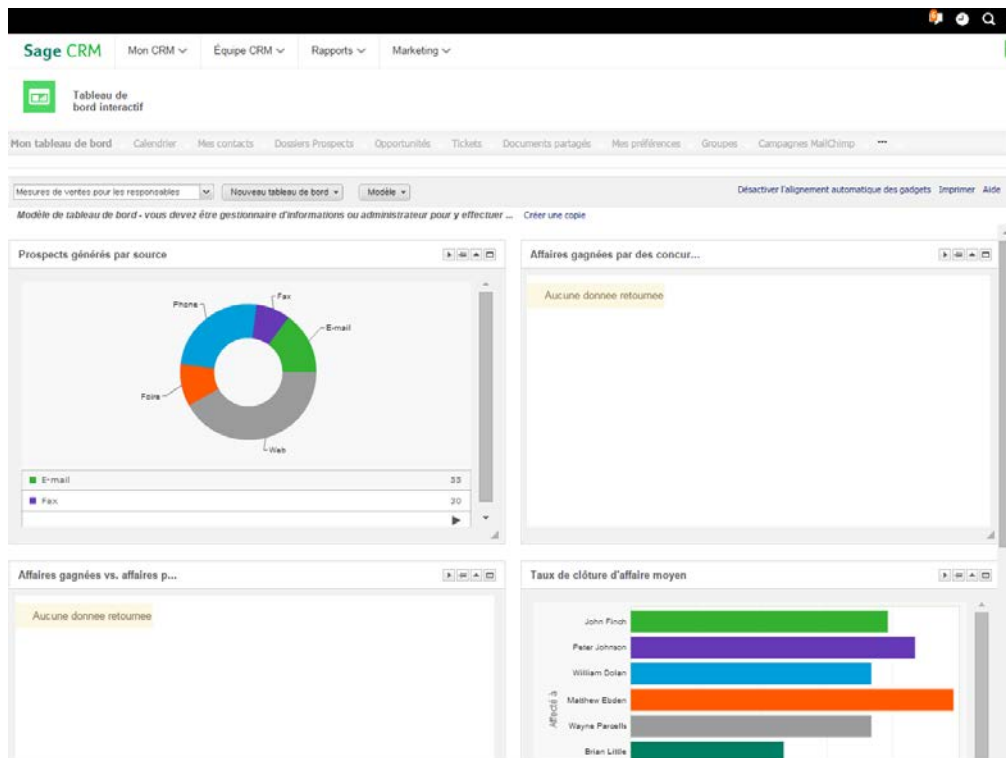 Sage CRM Mon CRM Équipe CRM Rapports Marketing
Tableau de
bord interactif
Mon tableau de bord Calendrier Mes contacts Dossiers Prospects Opportunités Tickets Documents partagés Mes préférences Groupes Campagnes MailChimp ...
Mesures de ventes pour les responsables Nouveau tableau de bord Modèle Désactiver l'alignement automatique des gadgets Imprimer Aide
Modèle de tableau de bord - vous devez être gestionnaire d'informations ou administrateur pour y effectuer ... Créer une copie
Prospects générés par source
Phone
Fax
E-mail
Foire
Web
E-mail 33
Fax 20
Affaires gagnées par des concur...
Aucune donnee retournee
Affaires gagnées vs. affaires p...
Aucune donnee retournee
Taux de clôture d'affaire moyen
Affecté à
John Finch
Peter Johnson
William Dolan
Matthew Ebden
Wayne Parcells
Brian Little